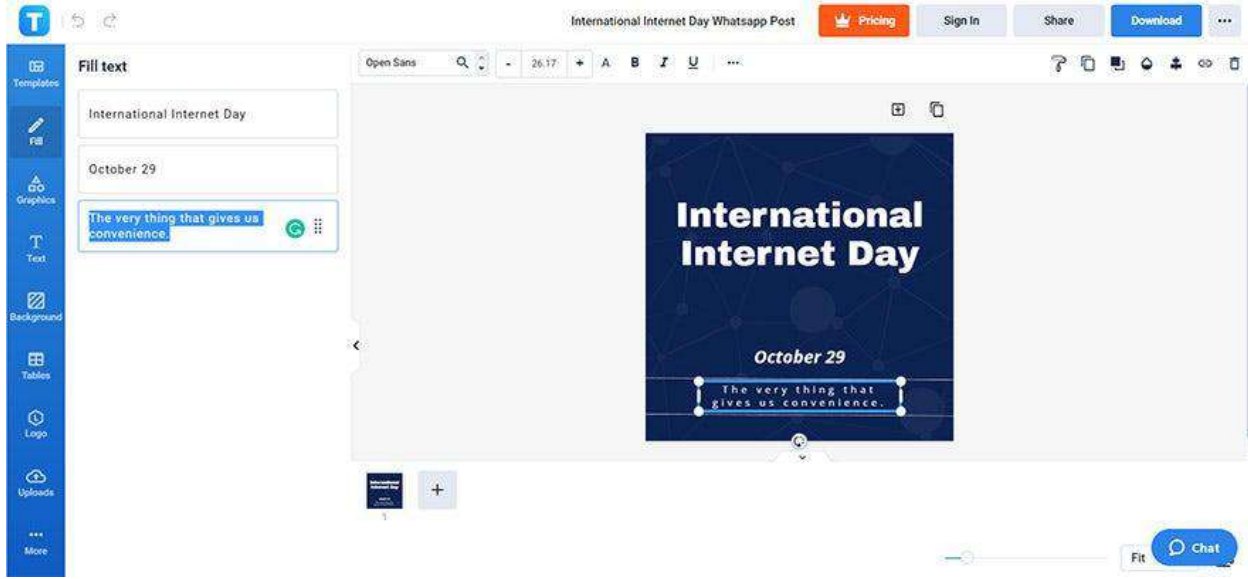 T
International Internet Day Whatsapp Post
Pricing
Sign In
Share
Download
Templates
Fill
Graphics
Text
Background
Tables
Logo
Uploads
More
Fill text
International Internet Day
October 29
The very thing that gives us
convenience.
Open Sans
- 26.17 + A B I U
International
Internet Day
October 29
The very thing that
gives us convenience.
1
Fit
Chat